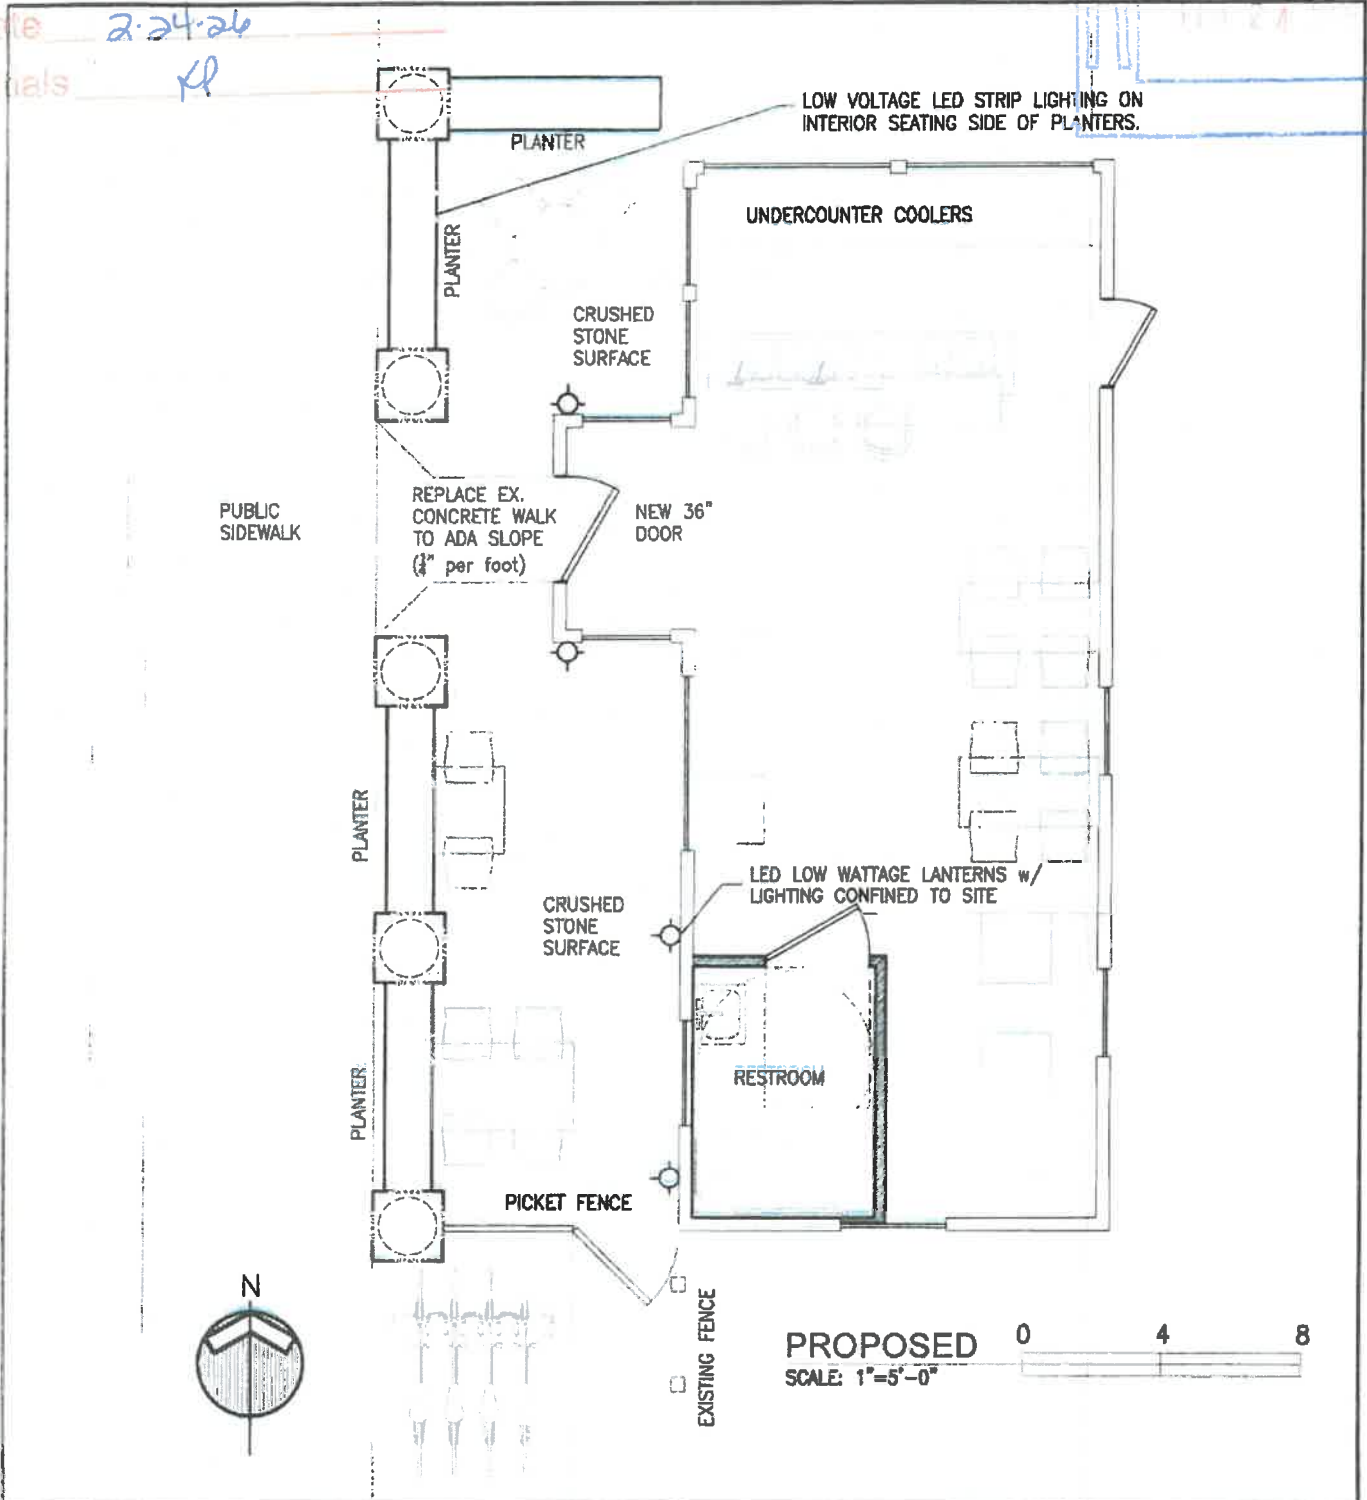 2-24-26
LOW VOLTAGE LED STRIP LIGHTING ON
INTERIOR SEATING SIDE OF PLANTERS.
PLANTER
UNDERCOUNTER COOLERS
PLANTER
CRUSHED
STONE
SURFACE
PUBLIC
SIDEWALK
REPLACE EX.
CONCRETE WALK
TO ADA SLOPE
per foot)
NEW 36"
DOOR
PLANTER
LED LOW WATTAGE LANTERNS w/
LIGHTING CONFINED TO SITE
CRUSHED
STONE
SURFACE
RESTROOM
PLANTER
PICKET FENCE
N
EXISTING FENCE
PROPOSED
SCALE: 1"=5'-0"
0 4 8